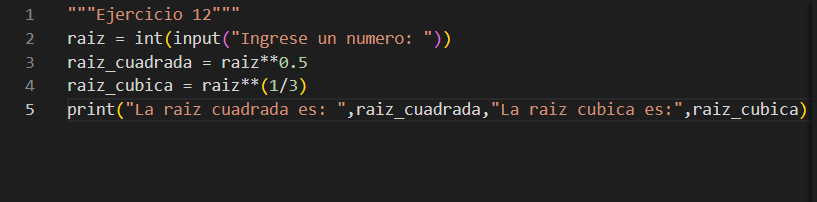 1 """Ejercicio 12"""
2 raiz = int(input("Ingrese un numero: "))
3 raiz_cuadrada = raiz**0.5
4 raiz_cubica = raiz**(1/3)
5 print("La raiz cuadrada es: ",raiz_cuadrada,"La raiz cubica es:",raiz_cubica)